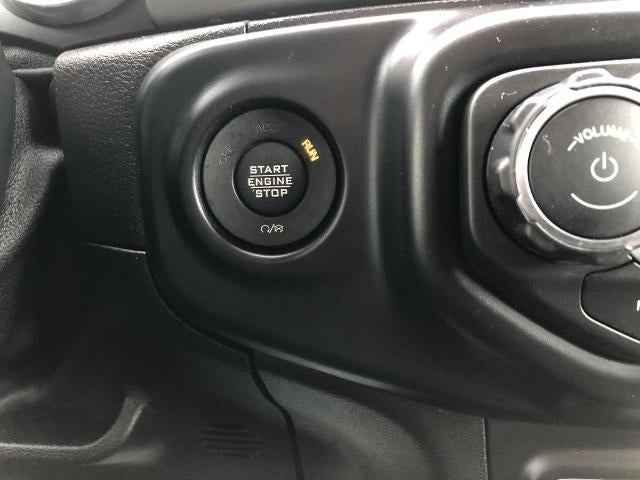 OFF
ACC
RUN
START
ENGINE
STOP
VOLUME